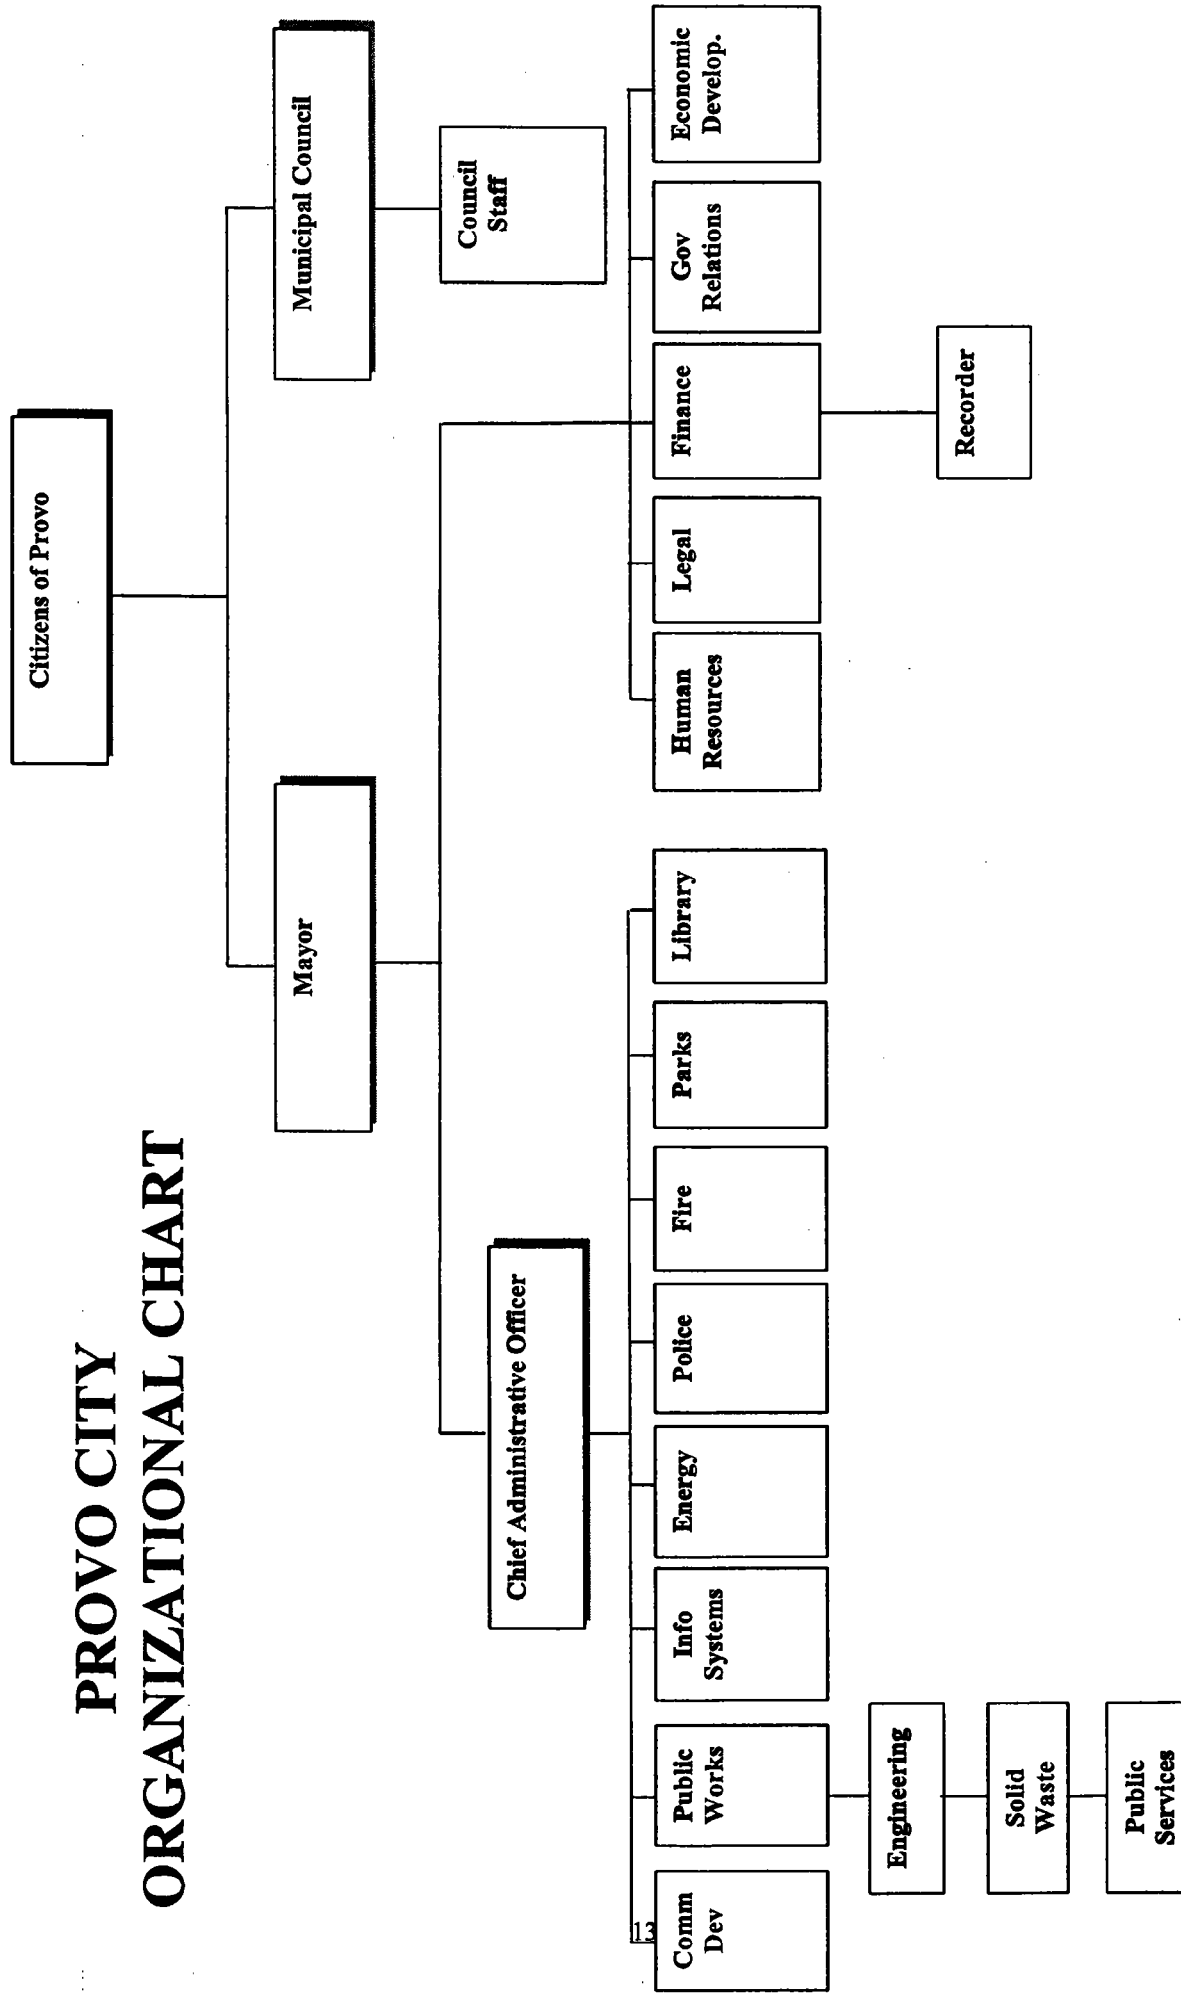 PROVO CITY
ORGANIZATIONAL CHART
Citizens of Provo
Mayor
Municipal Council
Council
Staff
Chief Administrative Officer
Comm
Dev
Public
Works
Info
Systems
Energy
Police
Fire
Parks
Library
Human
Resources
Legal
Finance
Gov
Relations
Economic
Develop.
Engineering
Solid
Waste
Public
Services
Recorder
13